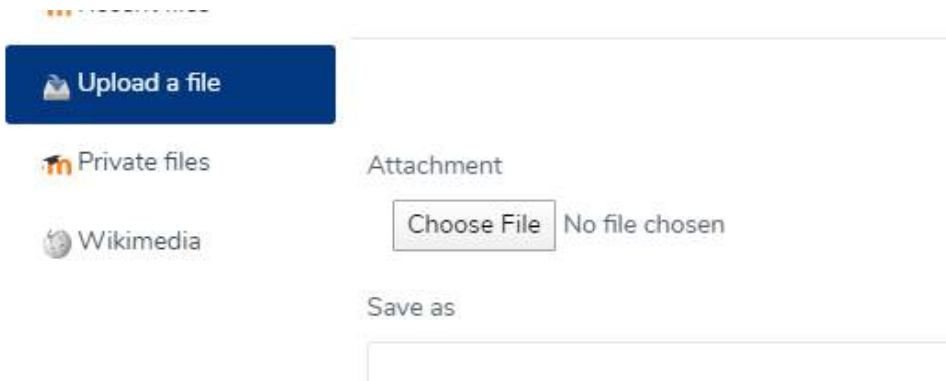 Upload a file
Private files
Attachment
Choose File No file chosen
Wikimedia
Save as